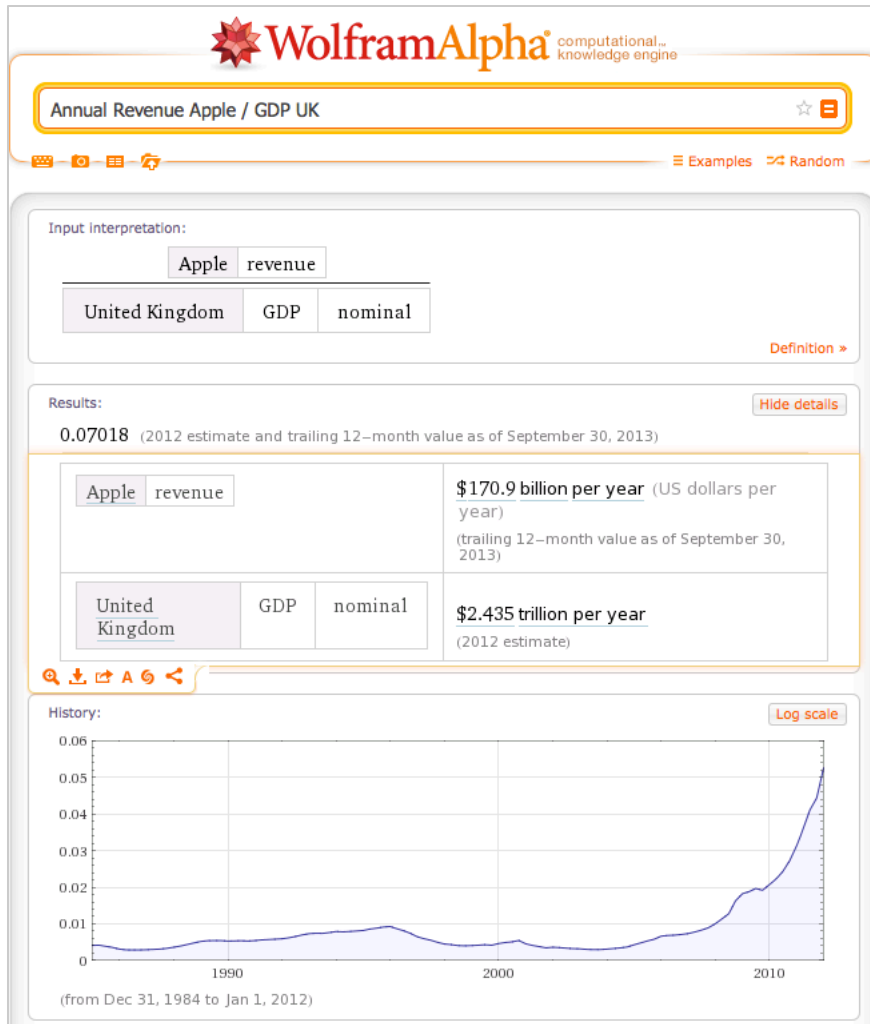 WolframAlpha computational...
knowledge engine
Annual Revenue Apple / GDP UK
Examples Random
Input interpretation:
Apple revenue
United Kingdom GDP nominal
Definition »
Results:
Hide details
0.07018 (2012 estimate and trailing 12−month value as of September 30, 2013)
Apple revenue
$170.9 billion per year (US dollars per
year)
(trailing 12−month value as of September 30,
2013)
United
Kingdom
GDP nominal
$2.435 trillion per year
(2012 estimate)
A
History:
Log scale
0.06
0.05
0.04
0.03
0.02
0.01
0
1990 2000 2010
(from Dec 31, 1984 to Jan 1, 2012)